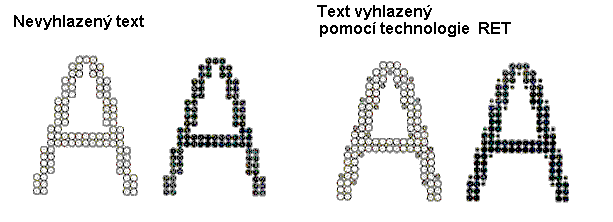 Nevyhlazený text
Text vyhlazený
pomocí technologie RET
A A A A